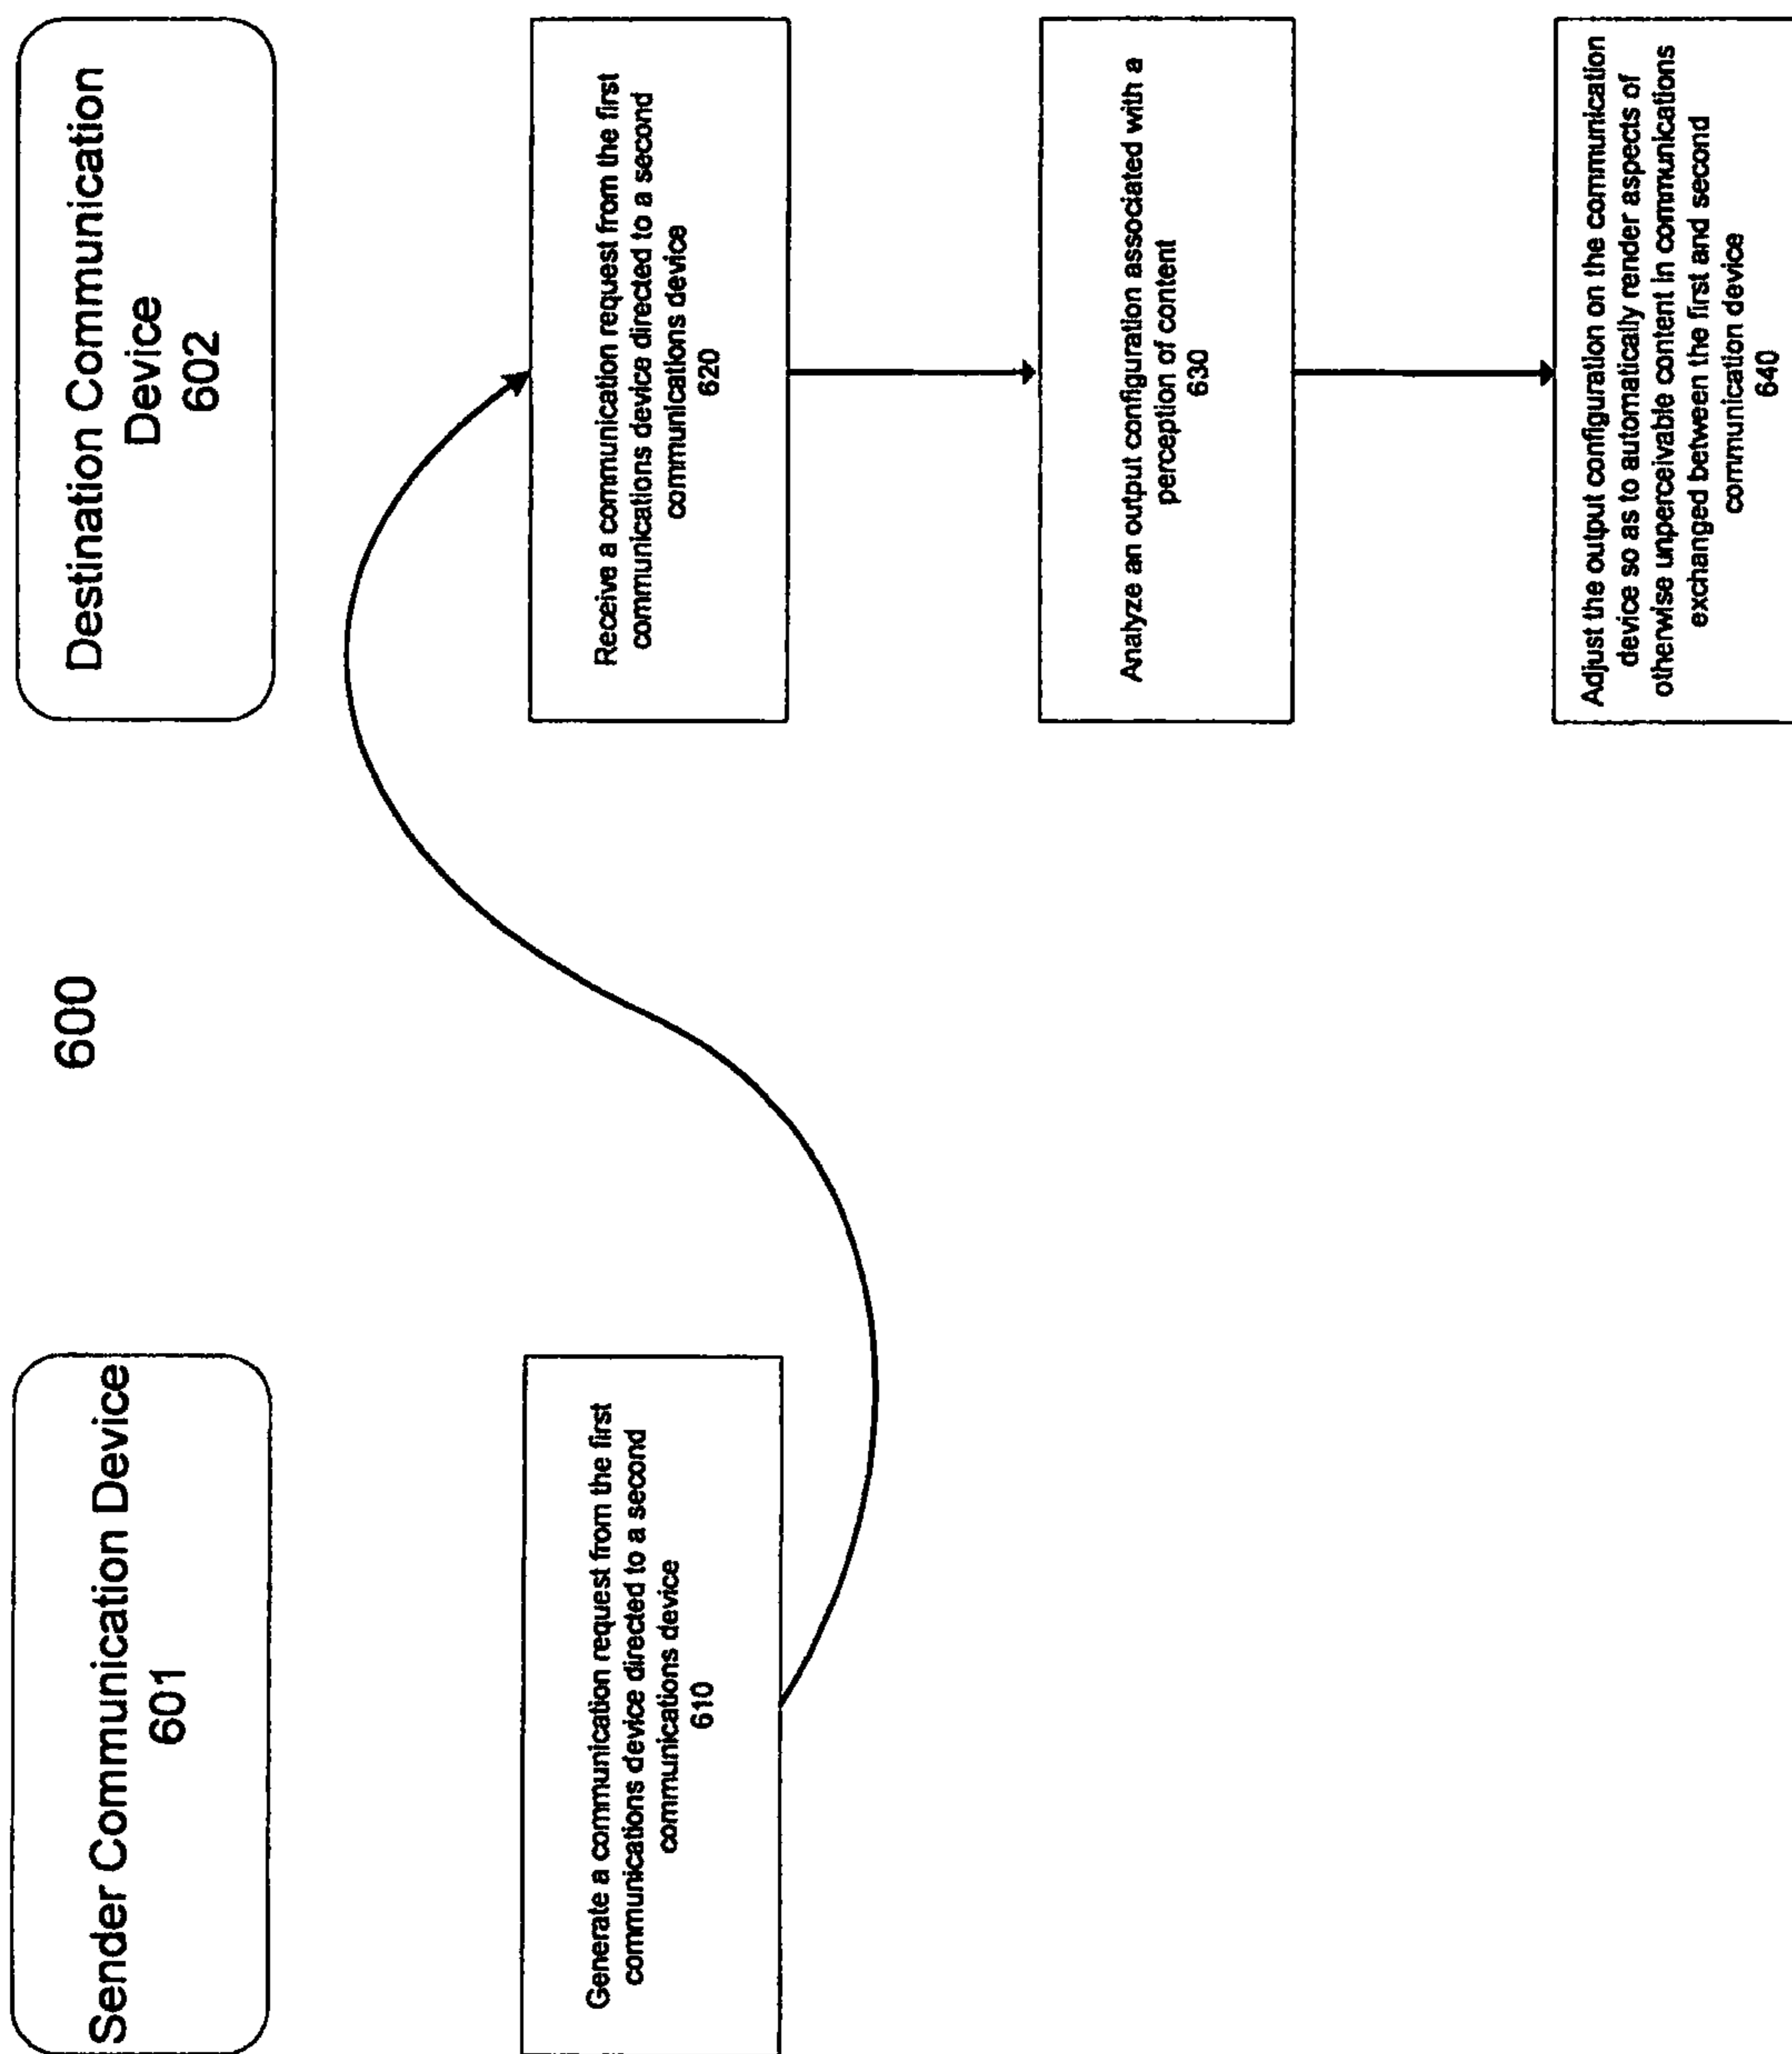 600
Sender Communication Device
601
Destination Communication
Device
602
Generate a communication request from the first
communications device directed to a second
communications device
610
Receive a communication request from the first
communications device directed to a second
communications device
620
Analyze an output configuration associated with a
perception of content
630
Adjust the output configuration on the communication
device so as to automatically render aspects of
otherwise unperceivable content in communications
exchanged between the first and second
communication device
640